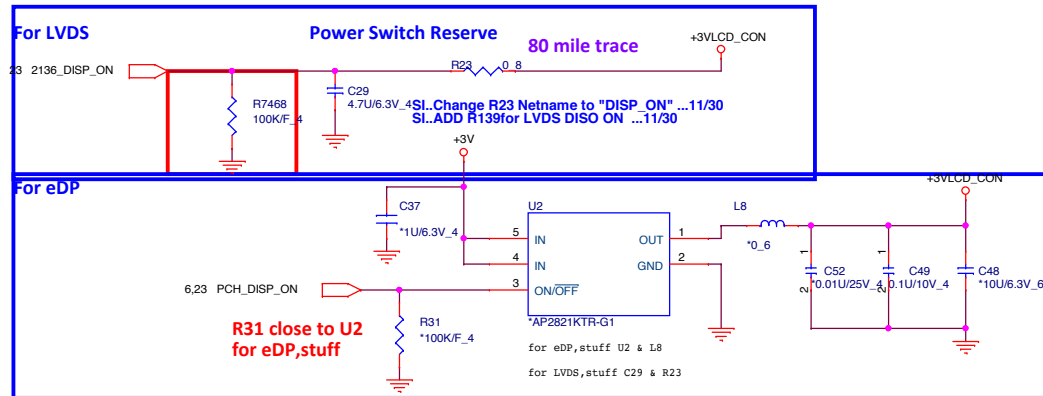 For LVDS
Power Switch Reserve
80 mile trace
+3VLCD_CON
23 2136_DISP_ON
R23
0_8
R7468
100K/F_4
C29
4.7U/6.3V_4
SI..Change R23 Netname to "DISP_ON" ...11/30
SI..ADD R139for LVDS DISO ON ...11/30
+3V
For eDP
+3VLCD_CON
C37
*1U/6.3V_4
U2
L8
5
IN
OUT
1
*0_6
4
IN
GND
2
6,23 PCH_DISP_ON
3
ON/OFF
1
C52
*0.01U/25V_4
2
1
C49
0.1U/10V_4
2
C48
*10U/6.3V_6
R31 close to U2
for eDP,stuff
R31
*100K/F_4
*AP2821KTR-G1
for eDP,stuff U2 & L8
for LVDS,stuff C29 & R23